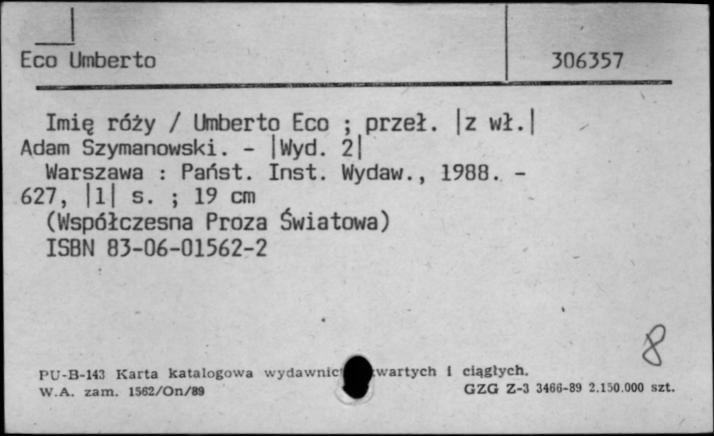 Eco Umberto 306357
Imię róży / Umberto Eco ; przeł. |z wł.|
Adam Szymanowski. - |Wyd. 2|
Warszawa : Państ. Inst. Wydaw., 1988. -
627, |1| s. ; 19 cm
(Współczesna Proza Światowa)
ISBN 83-06-01562-2
8
PU-B-143 Karta katalogowa wydawnic wartych i ciągłych.
W.A. zam. 1562/On/89 GZG Z-3 3466-89 2.150.000 szt.